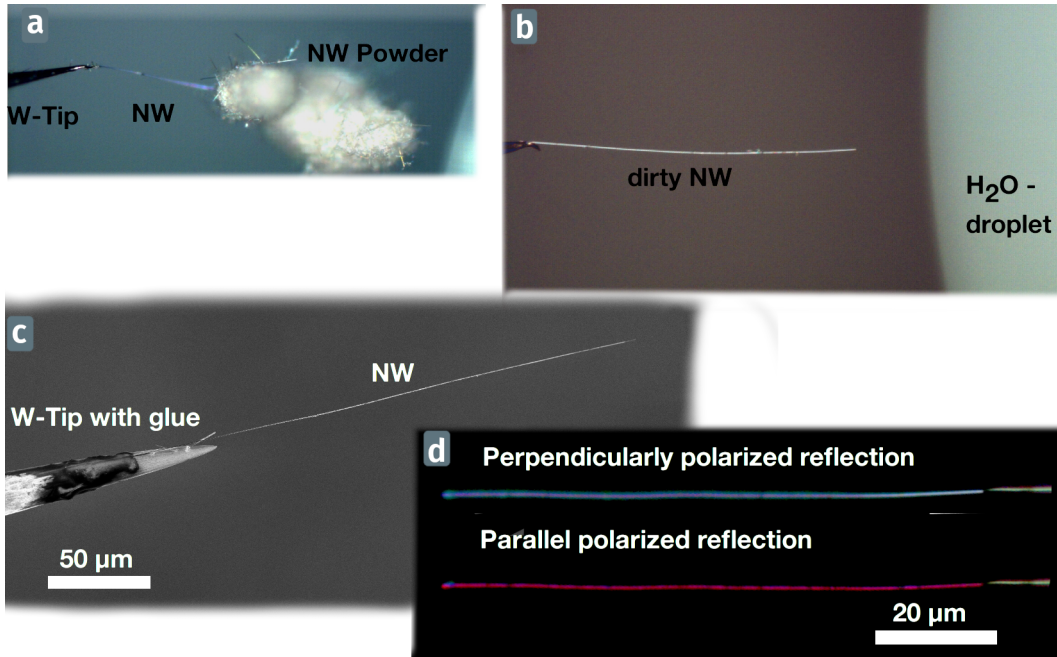 a
NW Powder
W-Tip
NW
b
dirty NW
H₂O -
droplet
c
NW
W-Tip with glue
50 µm
d
Perpendicularly polarized reflection
Parallel polarized reflection
20 µm